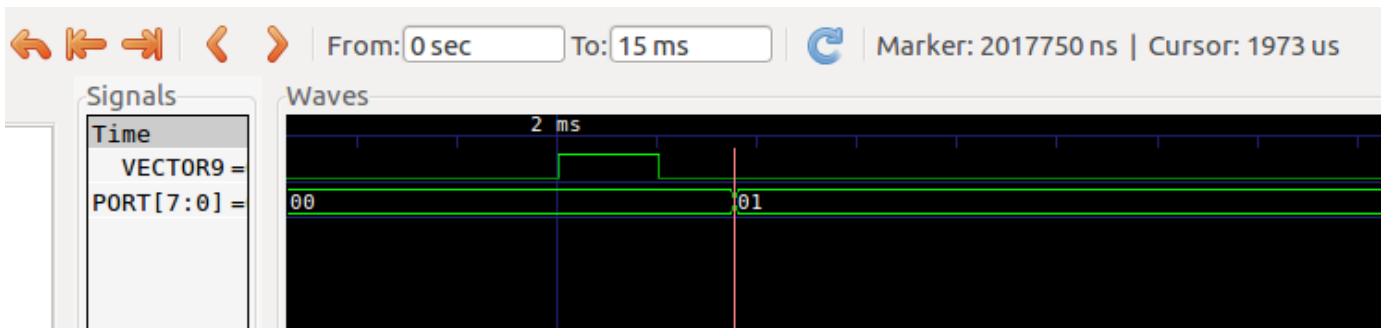 From: 0 sec To: 15 ms Marker: 2017750 ns | Cursor: 1973 us
Signals Waves
Time 2 ms
VECTOR9 =
PORT[7:0] = 00 01